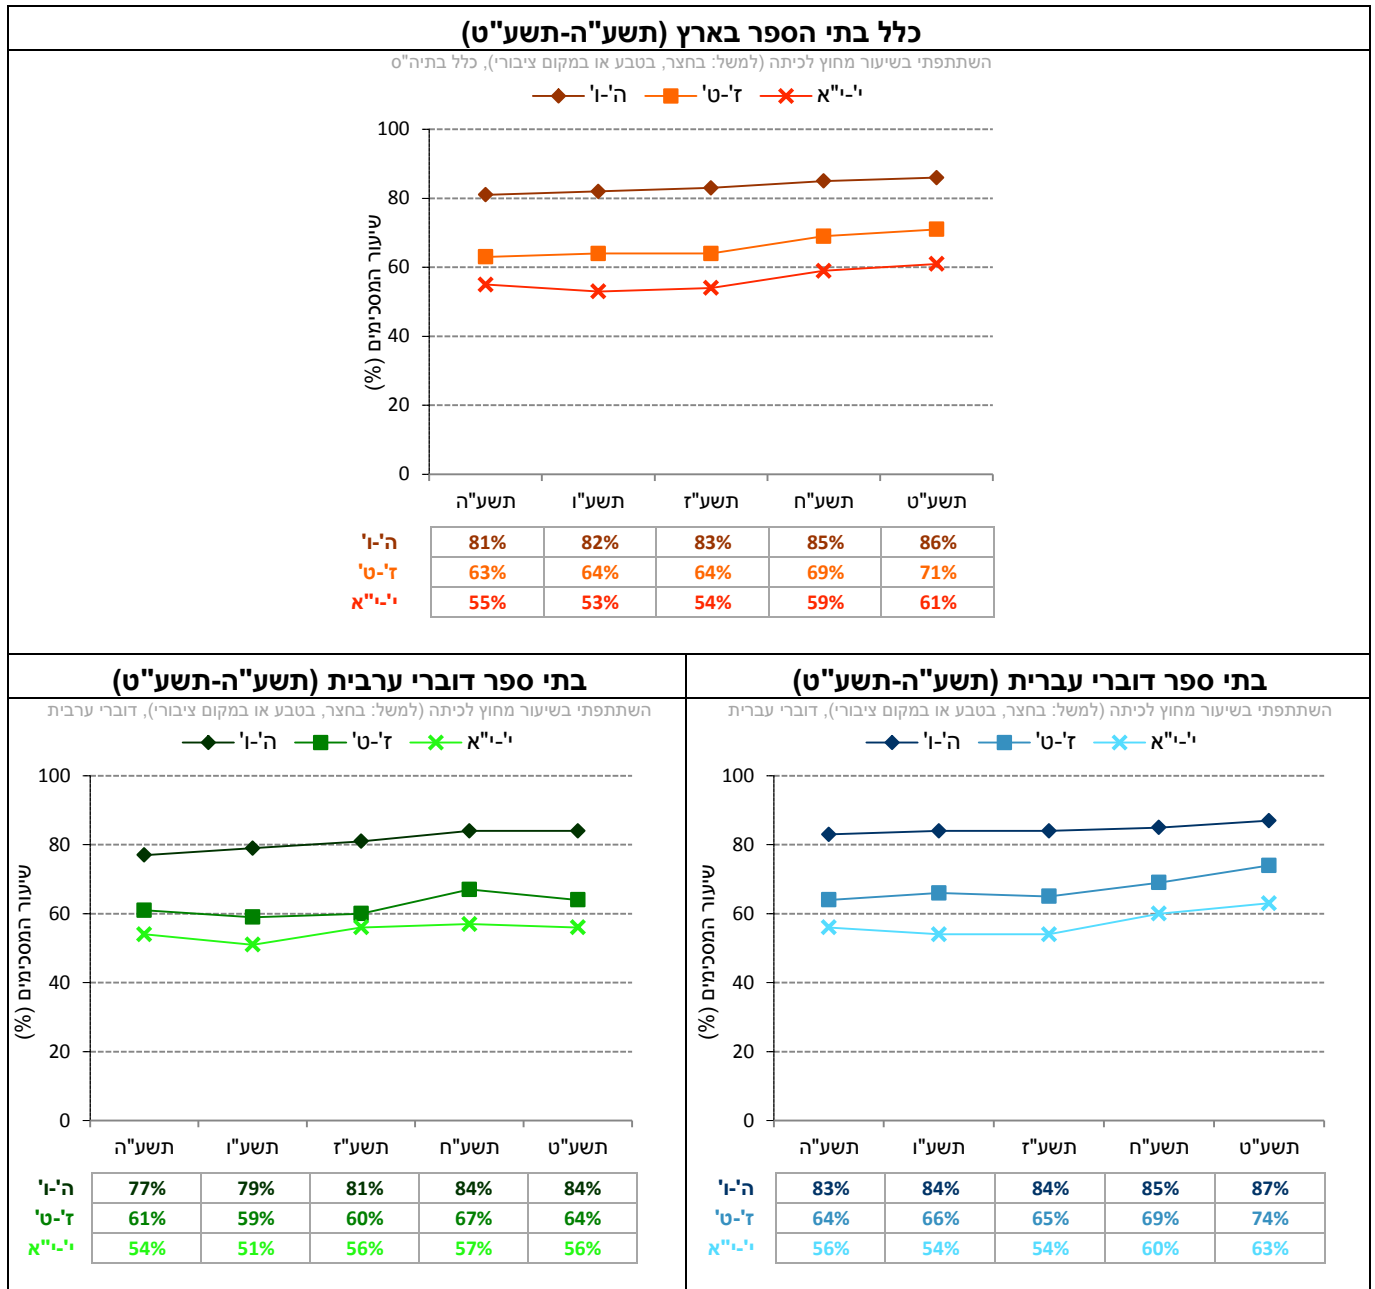 כלל בתי הספר בארץ (תשע"ה-תשע"ט)
השתתפתי בשיעור מחוץ לכיתה (למשל: בחצר, בטבע או במקום ציבורי), כלל בתיה"ס
ה'-ו' ז'-ט' י'-י"א
שיעור המסכימים (%)
100
80
60
40
20
0
תשע"ה תשע"ו תשע"ז תשע"ח תשע"ט
ה'-ו' 81% 82% 83% 85% 86%
ז'-ט' 63% 64% 64% 69% 71%
י'-י"א 55% 53% 54% 59% 61%
בתי ספר דוברי עברית (תשע"ה-תשע"ט)
השתתפתי בשיעור מחוץ לכיתה (למשל: בחצר, בטבע או במקום ציבורי), דוברי עברית
ה'-ו' ז'-ט' י'-י"א
שיעור המסכימים (%)
100
80
60
40
20
0
תשע"ה תשע"ו תשע"ז תשע"ח תשע"ט
ה'-ו' 83% 84% 84% 85% 87%
ז'-ט' 64% 66% 65% 69% 74%
י'-י"א 56% 54% 54% 60% 63%
בתי ספר דוברי ערבית (תשע"ה-תשע"ט)
השתתפתי בשיעור מחוץ לכיתה (למשל: בחצר, בטבע או במקום ציבורי), דוברי ערבית
ה'-ו' ז'-ט' י'-י"א
שיעור המסכימים (%)
100
80
60
40
20
0
תשע"ה תשע"ו תשע"ז תשע"ח תשע"ט
ה'-ו' 77% 79% 81% 84% 84%
ז'-ט' 61% 59% 60% 67% 64%
י'-י"א 54% 51% 56% 57% 56%